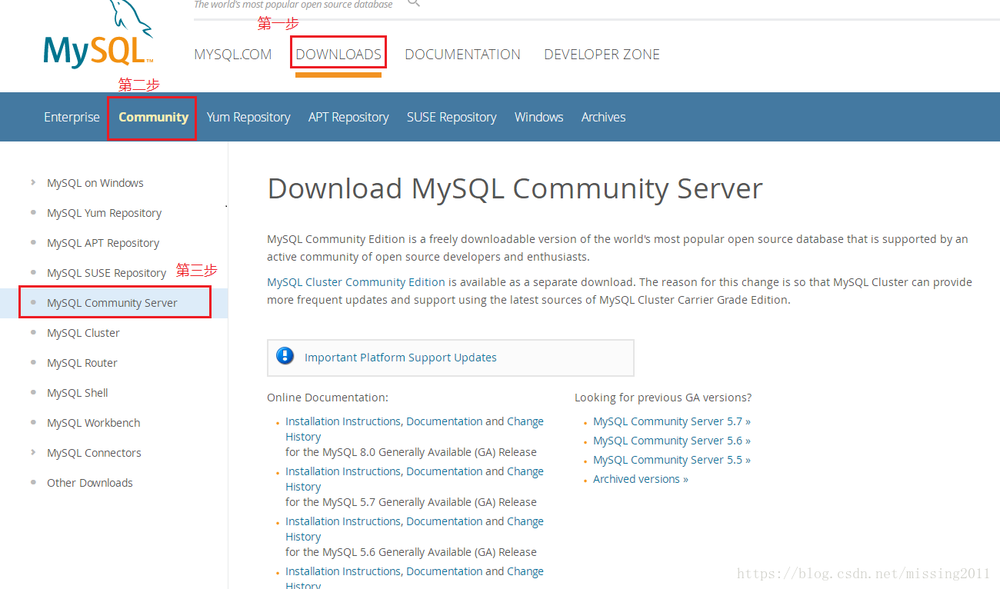 The world's most popular open source database
第一步
MySQL™
MYSQL.COM DOWNLOADS DOCUMENTATION DEVELOPER ZONE
第二步
Enterprise Community Yum Repository APT Repository SUSE Repository Windows Archives
MySQL on Windows
MySQL Yum Repository
MySQL APT Repository
MySQL SUSE Repository
第三步
MySQL Community Server
MySQL Cluster
MySQL Router
MySQL Shell
MySQL Workbench
MySQL Connectors
Other Downloads
Download MySQL Community Server
MySQL Community Edition is a freely downloadable version of the world's most popular open source database that is supported by an
active community of open source developers and enthusiasts.
MySQL Cluster Community Edition is available as a separate download. The reason for this change is so that MySQL Cluster can provide
more frequent updates and support using the latest sources of MySQL Cluster Carrier Grade Edition.
Important Platform Support Updates
Online Documentation:
Installation Instructions, Documentation and Change
History
for the MySQL 8.0 Generally Available (GA) Release
Installation Instructions, Documentation and Change
History
for the MySQL 5.7 Generally Available (GA) Release
Installation Instructions, Documentation and Change
History
for the MySQL 5.6 Generally Available (GA) Release
Installation Instructions, Documentation and Change
History
Looking for previous GA versions?
MySQL Community Server 5.7 »
MySQL Community Server 5.6 »
MySQL Community Server 5.5 »
Archived versions »
https://blog.csdn.net/missing2011